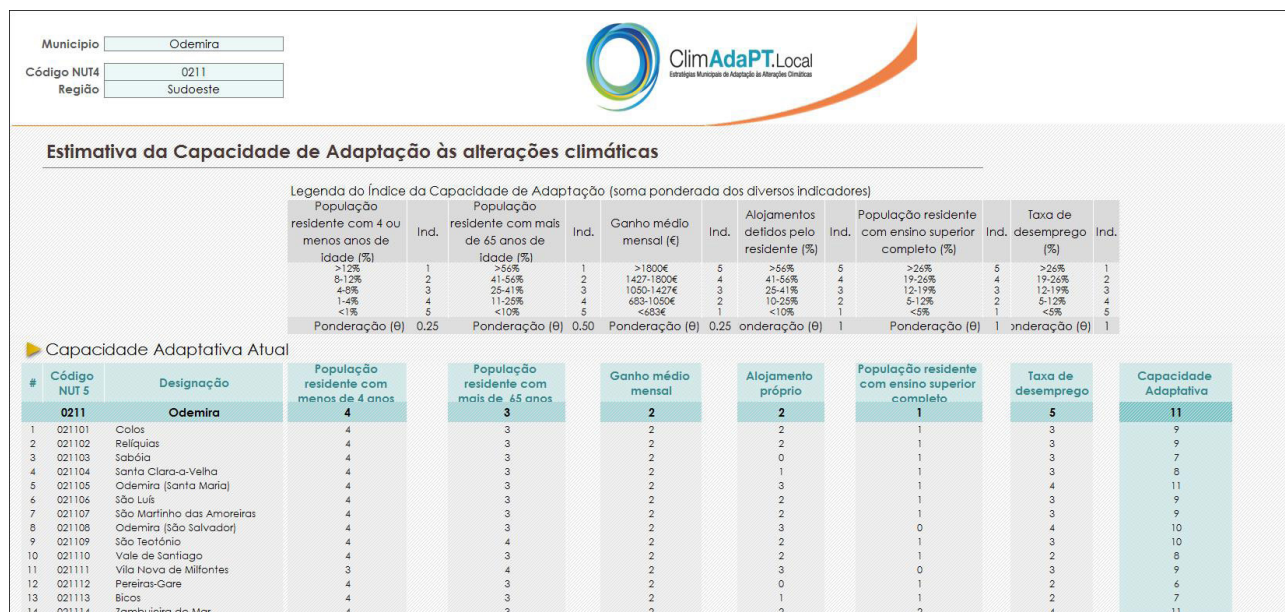 Municipio Odemira
Código NUT4 0211
Região Sudoeste
ClimAdaPT.Local
Estratégias Municipais de Adaptação às Alterações Climáticas
Estimativa da Capacidade de Adaptação às alterações climáticas
Legenda do Índice da Capacidade de Adaptação (soma ponderada dos diversos indicadores)
População residente com 4 ou menos anos de idade (%) Ind. População residente com mais de 65 anos de idade (%) Ind. Ganho médio mensal (€) Ind. Alojamentos detidos pelo residente (%) Ind. População residente com ensino superior completo (%) Ind. Taxa de desemprego (%) Ind.
>12% 1 >56% 1 >1800€ 5 >56% 5 >26% 5 >26% 1
8-12% 2 41-56% 2 1427-1800€ 4 41-56% 4 19-26% 4 19-26% 2
4-8% 3 25-41% 3 1050-1427€ 3 25-41% 3 12-19% 3 12-19% 3
1-4% 4 11-25% 4 683-1050€ 2 10-25% 2 5-12% 2 5-12% 4
<1% 5 <10% 5 <683€ 1 <10% 1 <5% 1 <5% 5
Ponderação (θ) 0.25 Ponderação (θ) 0.50 Ponderação (θ) 0.25 onderação (θ) 1 Ponderação (θ) 1 onderação (θ) 1
Capacidade Adaptativa Atual
# Código NUT 5 Designação População residente com menos de 4 anos População residente com mais de 65 anos Ganho médio mensal Alojamento próprio População residente com ensino superior completo Taxa de desemprego Capacidade Adaptativa
0211 Odemira 4 3 2 2 1 5 11
1 021101 Colos 4 3 2 2 1 3 9
2 021102 Relíquias 4 3 2 2 1 3 9
3 021103 Sabóia 4 3 2 0 1 3 7
4 021104 Santa Clara-a-Velha 4 3 2 1 1 3 8
5 021105 Odemira (Santa Maria) 4 3 2 3 1 4 11
6 021106 São Luís 4 3 2 2 1 3 9
7 021107 São Martinho das Amoreiras 4 3 2 2 1 3 9
8 021108 Odemira (São Salvador) 4 3 2 3 0 4 10
9 021109 São Teotónio 4 4 2 2 1 3 10
10 021110 Vale de Santiago 4 3 2 2 1 2 8
11 021111 Vila Nova de Milfontes 3 4 2 3 0 3 9
12 021112 Pereiras-Gare 4 3 2 0 1 2 6
13 021113 Bicos 4 3 2 1 1 2 7
14 021114 Zambujeira do Mar 4 3 2 2 2 4 11